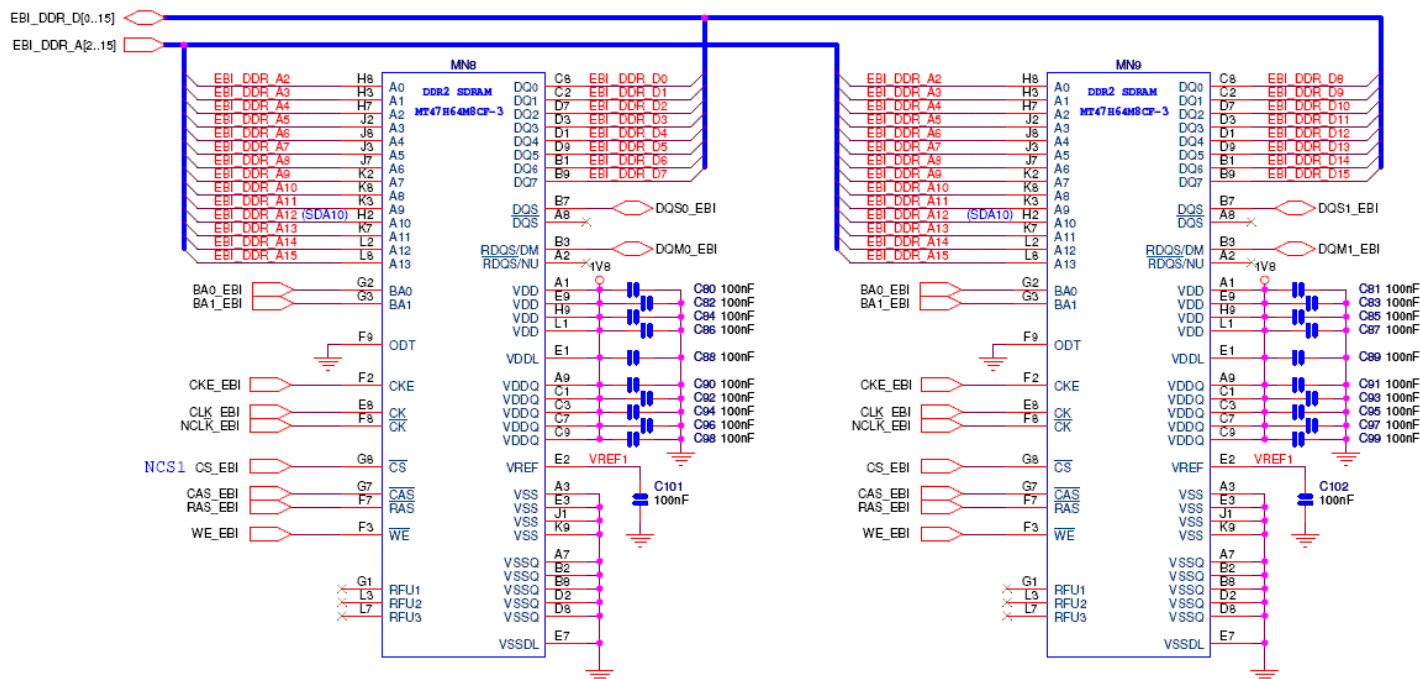 EBI_DDR_D[0..15]
EBI_DDR_A[2..15]
MN8
DDR2 SDRAM
MT47H64M8CF-3
EBI_DDR_A2 H8 A0
EBI_DDR_A3 H3 A1
EBI_DDR_A4 H7 A2
EBI_DDR_A5 J2 A3
EBI_DDR_A6 J8 A4
EBI_DDR_A7 J3 A5
EBI_DDR_A8 J7 A6
EBI_DDR_A9 K2 A7
EBI_DDR_A10 K8 A8
EBI_DDR_A11 K3 A9
EBI_DDR_A12 (SDA10) H2 A10
EBI_DDR_A13 K7 A11
EBI_DDR_A14 L2 A12
EBI_DDR_A15 L8 A13
BA0_EBI G2 BA0
BA1_EBI G3 BA1
F9 ODT
CKE_EBI F2 CKE
CLK_EBI E8 CK
NCLK_EBI F8 CK
NCS1 CS_EBI G8 CS
CAS_EBI G7 CAS
RAS_EBI F7 RAS
WE_EBI F3 WE
G1 RFU1
L3 RFU2
L7 RFU3
DQ0 C8 EBI_DDR_D0
DQ1 C2 EBI_DDR_D1
DQ2 D7 EBI_DDR_D2
DQ3 D3 EBI_DDR_D3
DQ4 D1 EBI_DDR_D4
DQ5 D9 EBI_DDR_D5
DQ6 B1 EBI_DDR_D6
DQ7 B9 EBI_DDR_D7
DQS B7 DQS0_EBI
DQS A8
RDQS/DM B3 DQM0_EBI
RDQS/NU A2
1V8
VDD A1 C80 100nF
VDD E9 C82 100nF
VDD H9 C84 100nF
VDD L1 C86 100nF
VDDL E1 C88 100nF
VDDQ A9 C90 100nF
VDDQ C1 C92 100nF
VDDQ C3 C94 100nF
VDDQ C7 C96 100nF
VDDQ C9 C98 100nF
VREF E2 VREF1
C101
100nF
VSS A3
VSS E3
VSS J1
VSS K9
VSSQ A7
VSSQ B2
VSSQ B8
VSSQ D2
VSSQ D8
VSSDL E7
MN9
DDR2 SDRAM
MT47H64M8CF-3
EBI_DDR_A2 H8 A0
EBI_DDR_A3 H3 A1
EBI_DDR_A4 H7 A2
EBI_DDR_A5 J2 A3
EBI_DDR_A6 J8 A4
EBI_DDR_A7 J3 A5
EBI_DDR_A8 J7 A6
EBI_DDR_A9 K2 A7
EBI_DDR_A10 K8 A8
EBI_DDR_A11 K3 A9
EBI_DDR_A12 (SDA10) H2 A10
EBI_DDR_A13 K7 A11
EBI_DDR_A14 L2 A12
EBI_DDR_A15 L8 A13
BA0_EBI G2 BA0
BA1_EBI G3 BA1
F9 ODT
CKE_EBI F2 CKE
CLK_EBI E8 CK
NCLK_EBI F8 CK
CS_EBI G8 CS
CAS_EBI G7 CAS
RAS_EBI F7 RAS
WE_EBI F3 WE
G1 RFU1
L3 RFU2
L7 RFU3
DQ0 C8 EBI_DDR_D8
DQ1 C2 EBI_DDR_D9
DQ2 D7 EBI_DDR_D10
DQ3 D3 EBI_DDR_D11
DQ4 D1 EBI_DDR_D12
DQ5 D9 EBI_DDR_D13
DQ6 B1 EBI_DDR_D14
DQ7 B9 EBI_DDR_D15
DQS B7 DQS1_EBI
DQS A8
RDQS/DM B3 DQM1_EBI
RDQS/NU A2
1V8
VDD A1 C81 100nF
VDD E9 C83 100nF
VDD H9 C85 100nF
VDD L1 C87 100nF
VDDL E1 C89 100nF
VDDQ A9 C91 100nF
VDDQ C1 C93 100nF
VDDQ C3 C95 100nF
VDDQ C7 C97 100nF
VDDQ C9 C99 100nF
VREF E2 VREF1
C102
100nF
VSS A3
VSS E3
VSS J1
VSS K9
VSSQ A7
VSSQ B2
VSSQ B8
VSSQ D2
VSSQ D8
VSSDL E7